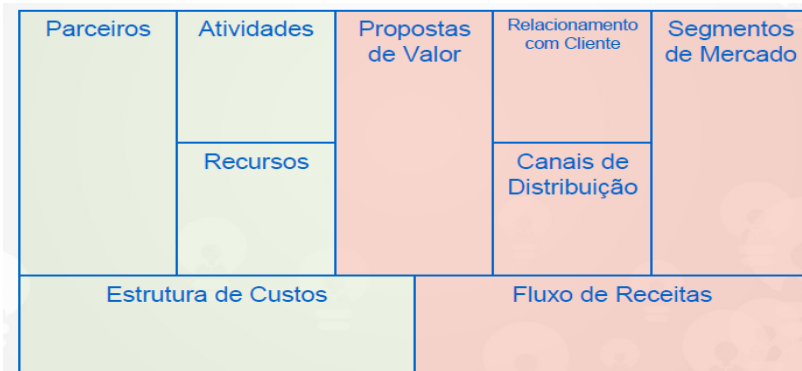 Parceiros
Atividades
Propostas
de Valor
Relacionamento
com Cliente
Segmentos
de Mercado
Recursos
Canais de
Distribuição
Estrutura de Custos
Fluxo de Receitas